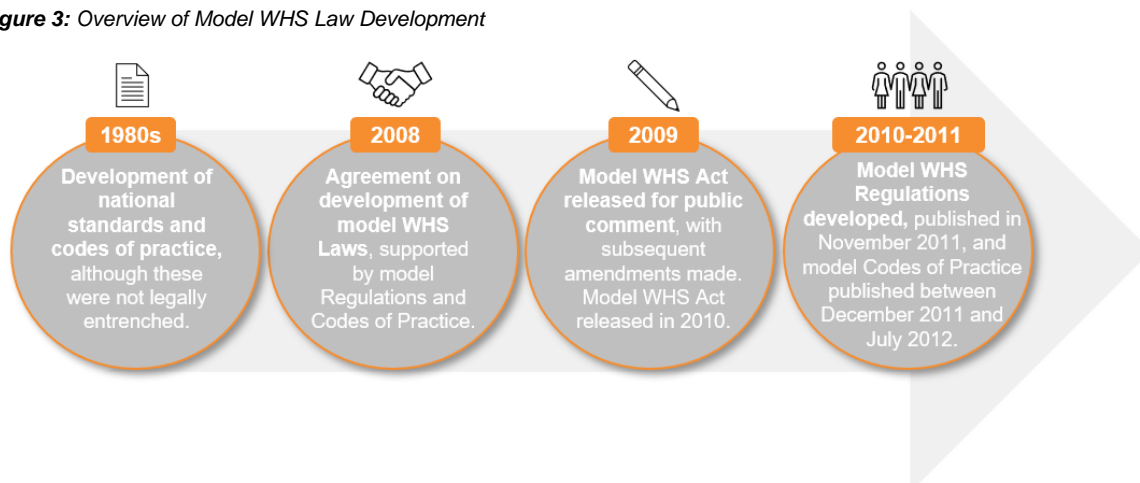 gure 3: Overview of Model WHS Law Development
1980s
Development of
national
standards and
codes of practice,
although these
were not legally
entrenched.
2008
Agreement on
development of
model WHS
Laws, supported
by model
Regulations and
Codes of Practice.
2009
Model WHS Act
released for public
comment, with
subsequent
amendments made.
Model WHS Act
released in 2010.
2010-2011
Model WHS
Regulations
developed, published in
November 2011, and
model Codes of Practice
published between
December 2011 and
July 2012.